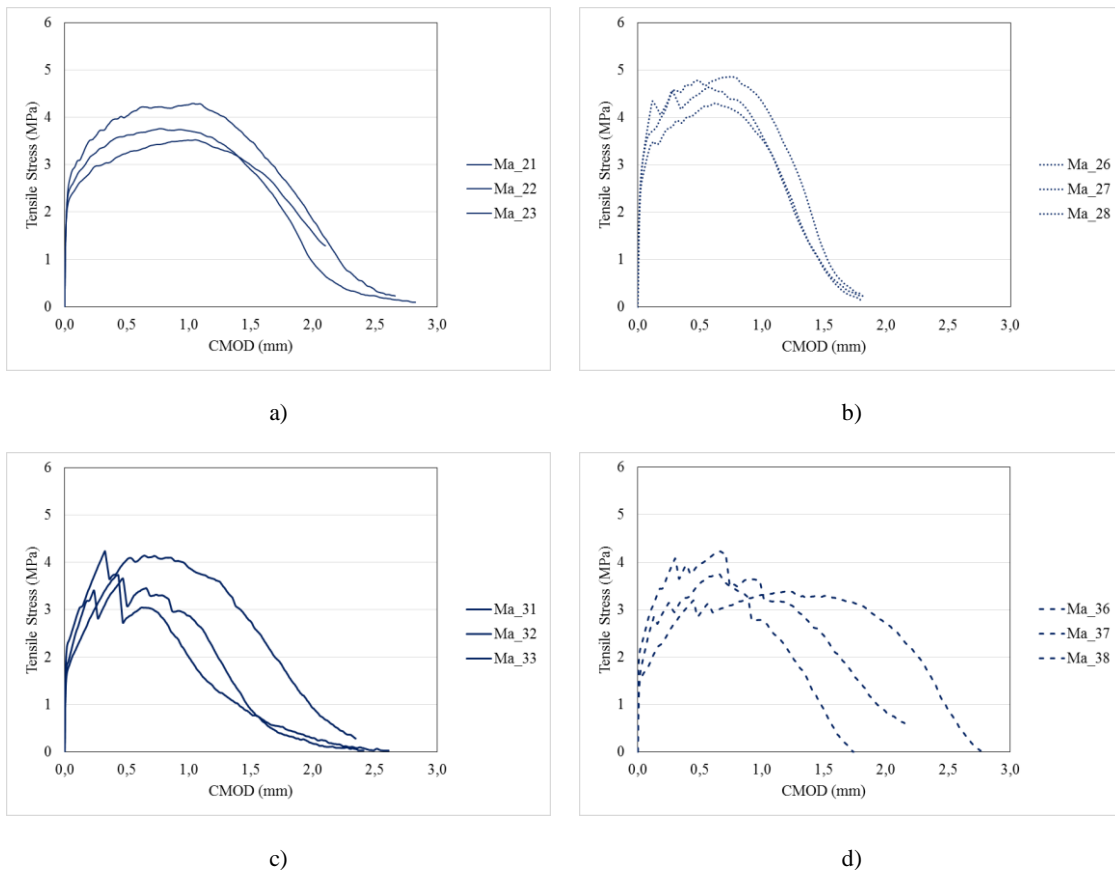 6
5
4
3
2
1
0
Tensile Stress (MPa)
0,0 0,5 1,0 1,5 2,0 2,5 3,0
CMOD (mm)
Ma_21
Ma_22
Ma_23
a)
6
5
4
3
2
1
0
Tensile Stress (MPa)
0,0 0,5 1,0 1,5 2,0 2,5 3,0
CMOD (mm)
Ma_26
Ma_27
Ma_28
b)
6
5
4
3
2
1
0
Tensile Stress (MPa)
0,0 0,5 1,0 1,5 2,0 2,5 3,0
CMOD (mm)
Ma_31
Ma_32
Ma_33
c)
6
5
4
3
2
1
0
Tensile Stress (MPa)
0,0 0,5 1,0 1,5 2,0 2,5 3,0
CMOD (mm)
Ma_36
Ma_37
Ma_38
d)